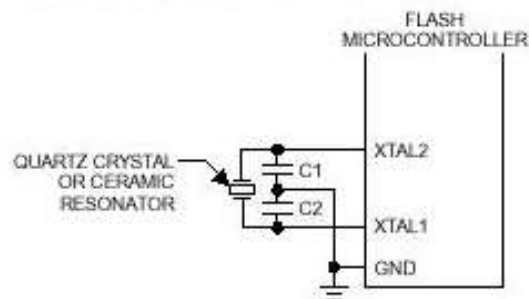 FLASH
MICROCONTROLLER
XTAL2
QUARTZ CRYSTAL
OR CERAMIC
RESONATOR
C1
C2
XTAL1
GND